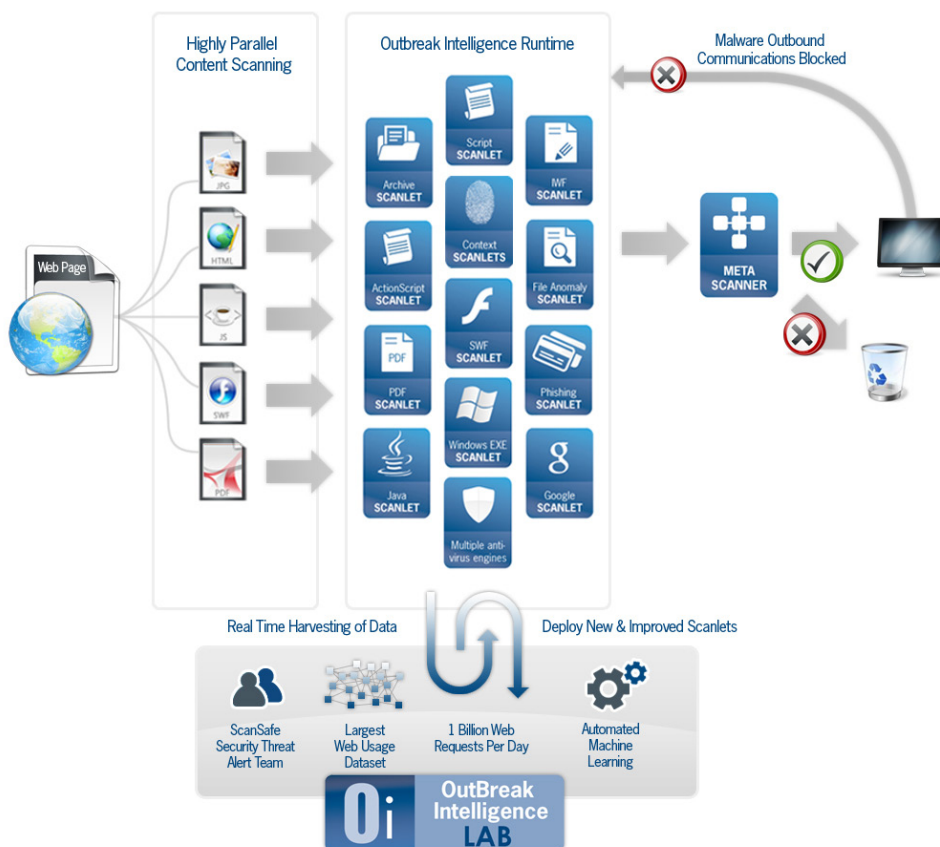 Highly Parallel
Content Scanning
Outbreak Intelligence Runtime
Malware Outbound
Communications Blocked
Web Page
JPG
HTML
JS
SWF
PDF
Archive
SCANLET
Script
SCANLET
IWF
SCANLET
ActionScript
SCANLET
Context
SCANLETS
File Anomaly
SCANLET
PDF
PDF
SCANLET
SWF
SCANLET
Phishing
SCANLET
Java
SCANLET
Windows EXE
SCANLET
g
Google
SCANLET
Multiple anti-
virus engines
META
SCANNER
Real Time Harvesting of Data
Deploy New & Improved Scanlets
ScanSafe
Security Threat
Alert Team
Largest
Web Usage
Dataset
1 Billion Web
Requests Per Day
Automated
Machine
Learning
Oi
OutBreak
Intelligence
LAB